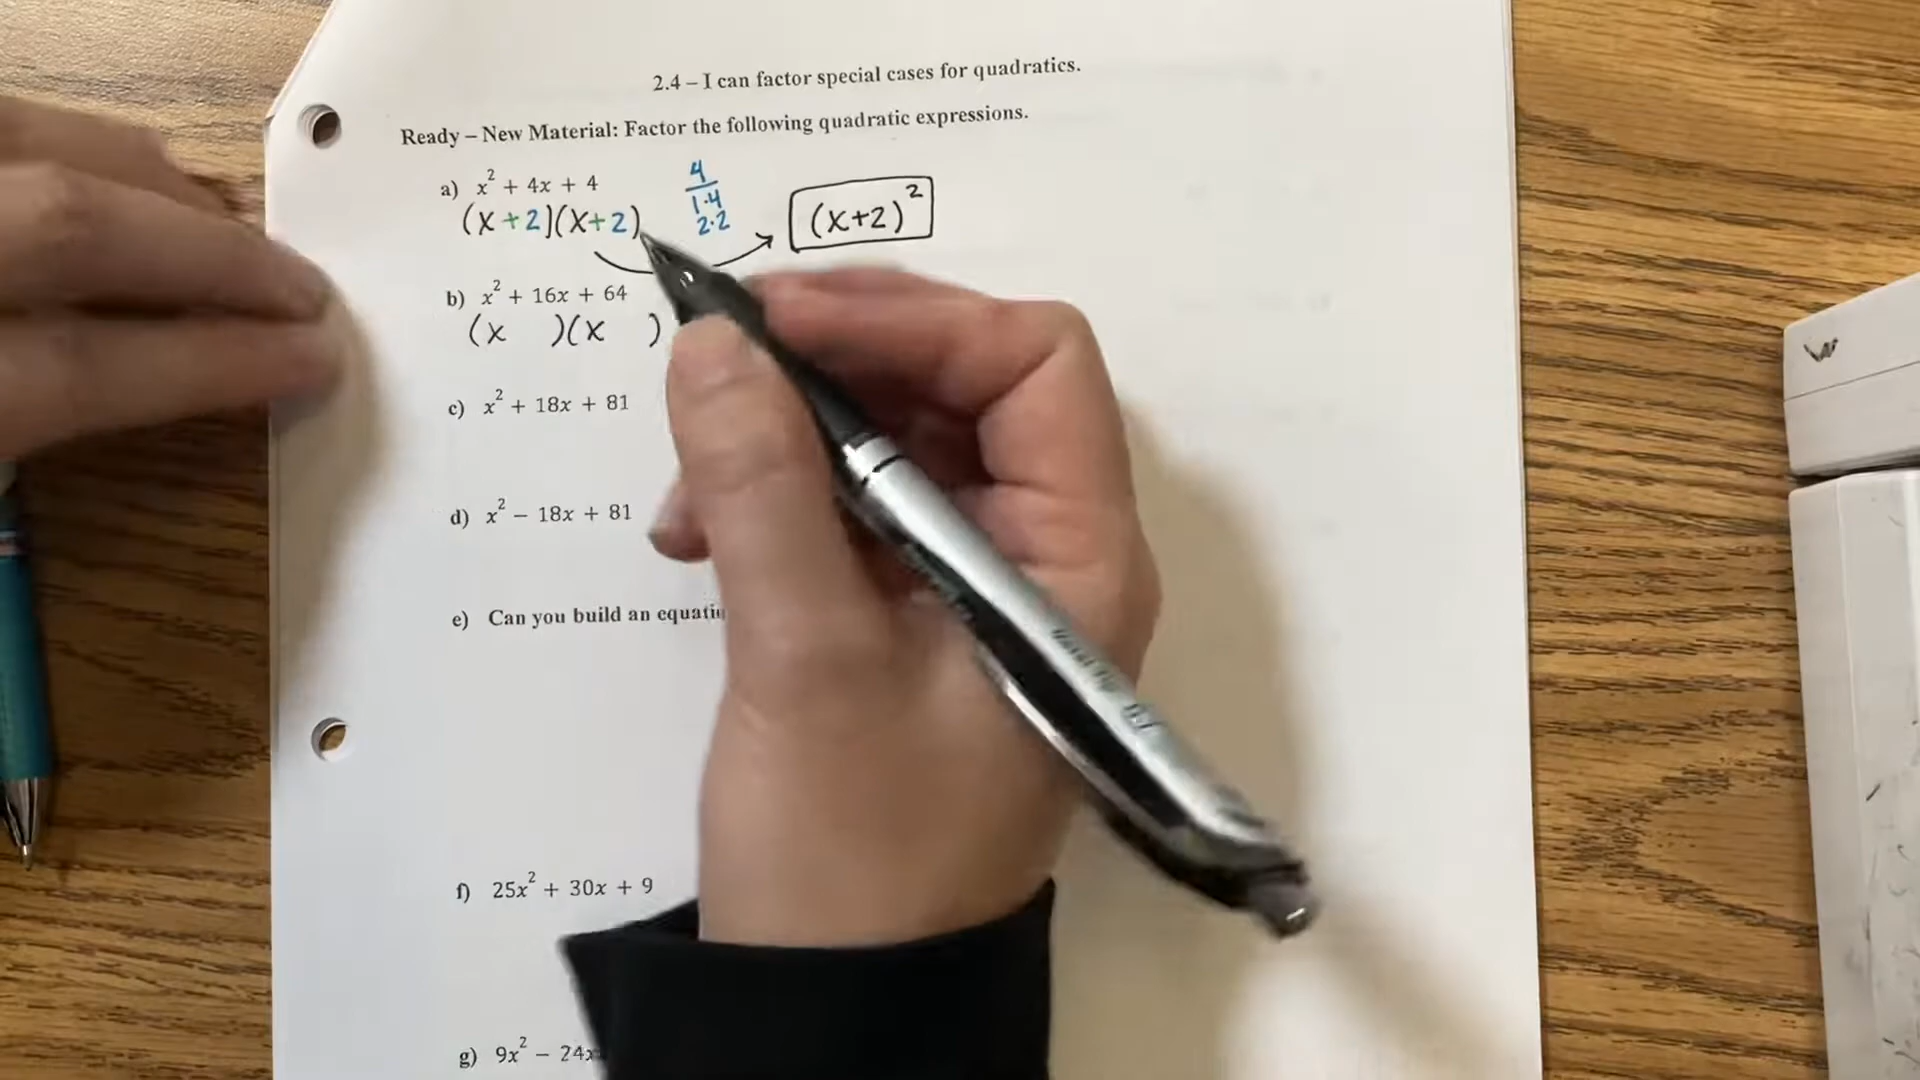 2.4 – I can factor special cases for quadratics.
Ready – New Material: Factor the following quadratic expressions.
a) x² + 4x + 4
(x+2)(x+2)
4
1·4
2·2
(x+2)²
b) x² + 16x + 64
(x )(x )
c) x² + 18x + 81
d) x² − 18x + 81
e) Can you build an
f) 25x² + 30x + 9
g) 9x² − 24x